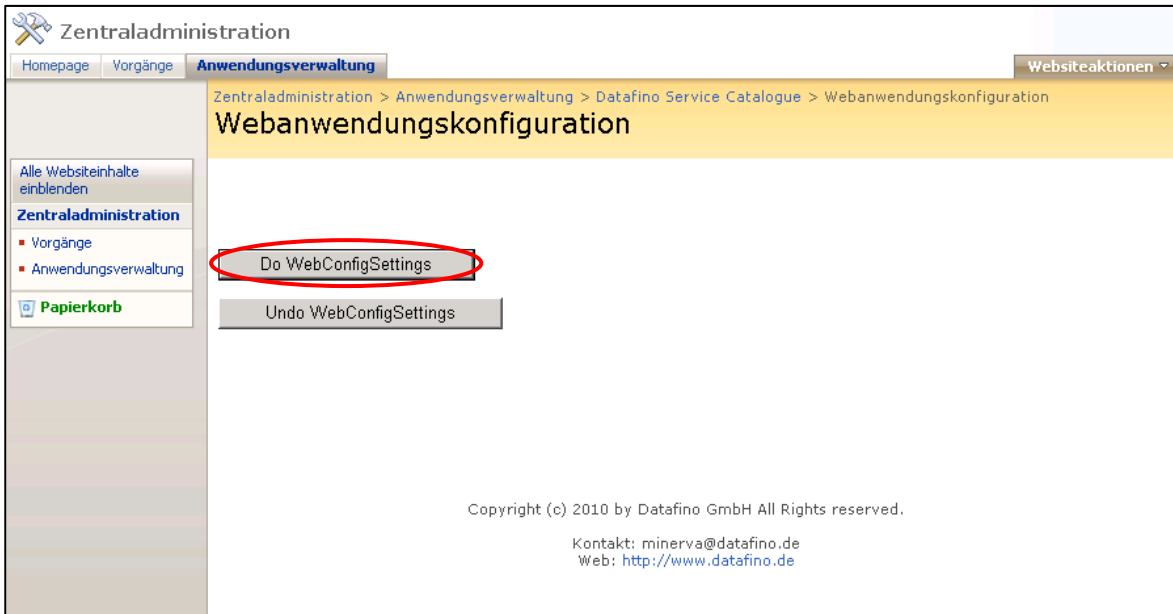 Zentraladministration
Homepage Vorgänge Anwendungsverwaltung Websiteaktionen
Zentraladministration > Anwendungsverwaltung > Datafino Service Catalogue > Webanwendungskonfiguration
Webanwendungskonfiguration
Alle Websiteinhalte
einblenden
Zentraladministration
Vorgänge
Anwendungsverwaltung
Papierkorb
Do WebConfigSettings
Undo WebConfigSettings
Copyright (c) 2010 by Datafino GmbH All Rights reserved.
Kontakt: minerva@datafino.de
Web: http://www.datafino.de